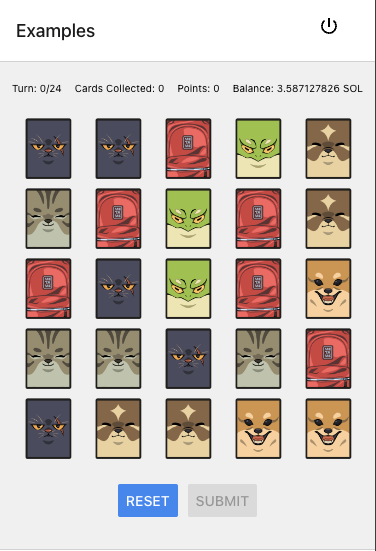 Examples
Turn: 0/24 Cards Collected: 0 Points: 0 Balance: 3.587127826 SOL
RESET SUBMIT